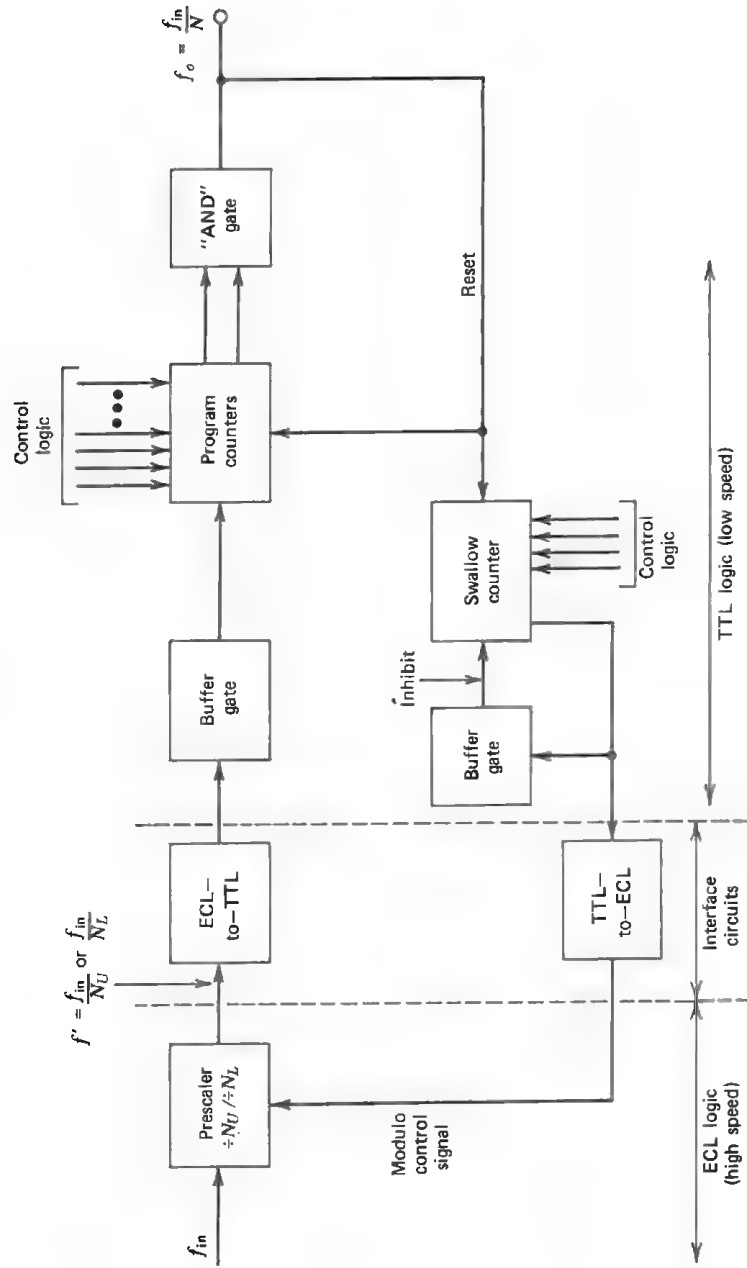 f_in
Prescaler
÷N_U/÷N_L
f' = f_in/N_U or f_in/N_L
ECL–
to–TTL
Buffer
gate
Control
logic
Program
counters
"AND"
gate
f_o = f_in/N
Reset
Modulo
control
signal
TTL–
to–ECL
Buffer
gate
Inhibit
Swallow
counter
Control
logic
ECL logic
(high speed)
Interface
circuits
TTL logic (low speed)